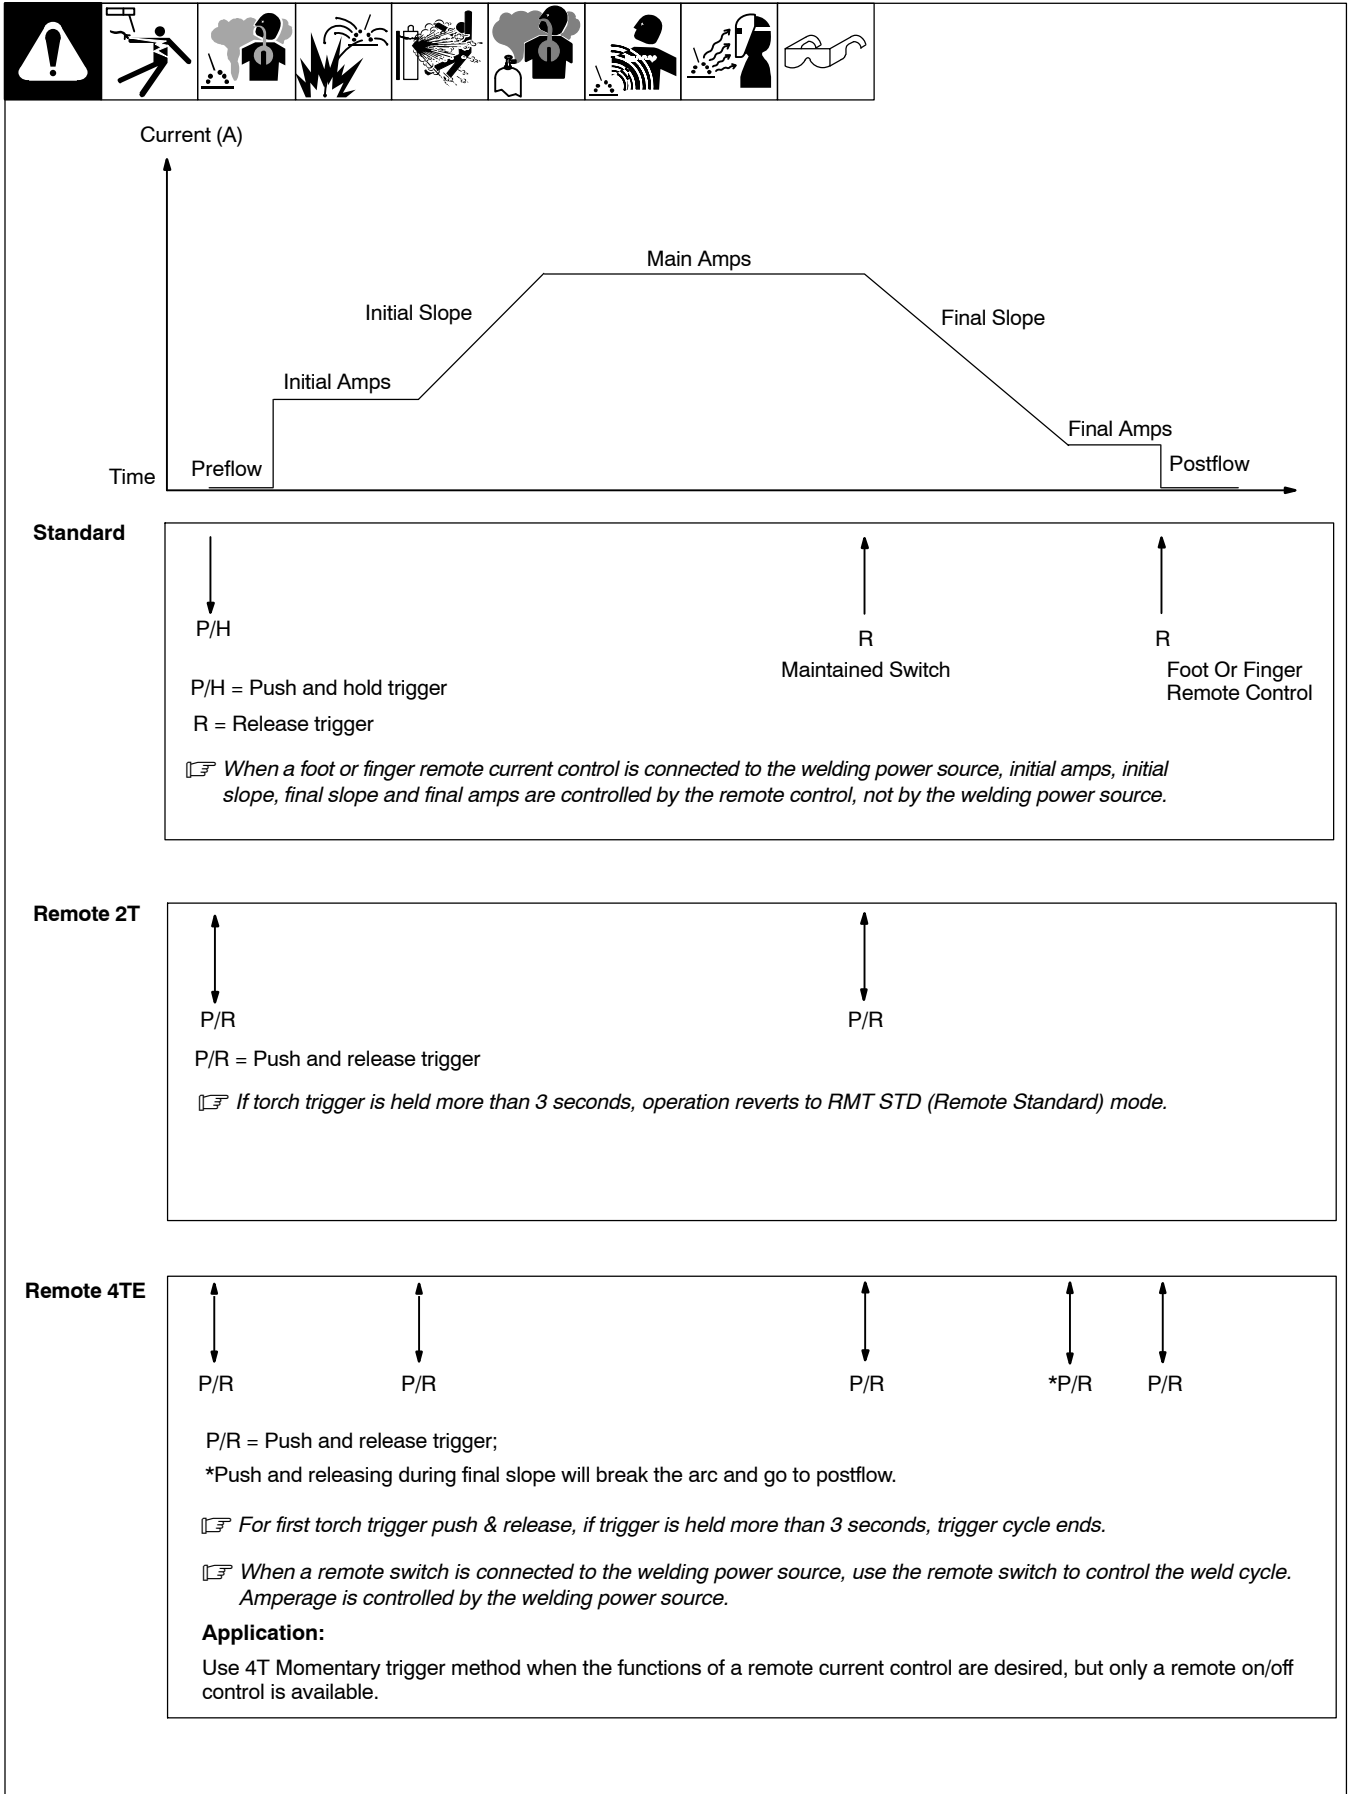 Current (A)
Main Amps
Initial Slope
Final Slope
Initial Amps
Final Amps
Time
Preflow
Postflow
Standard
P/H
R
R
Maintained Switch
Foot Or Finger
Remote Control
P/H = Push and hold trigger
R = Release trigger
When a foot or finger remote current control is connected to the welding power source, initial amps, initial
slope, final slope and final amps are controlled by the remote control, not by the welding power source.
Remote 2T
P/R
P/R
P/R = Push and release trigger
If torch trigger is held more than 3 seconds, operation reverts to RMT STD (Remote Standard) mode.
Remote 4TE
P/R
P/R
P/R
*P/R
P/R
P/R = Push and release trigger;
*Push and releasing during final slope will break the arc and go to postflow.
For first torch trigger push & release, if trigger is held more than 3 seconds, trigger cycle ends.
When a remote switch is connected to the welding power source, use the remote switch to control the weld cycle.
Amperage is controlled by the welding power source.
Application:
Use 4T Momentary trigger method when the functions of a remote current control are desired, but only a remote on/off
control is available.